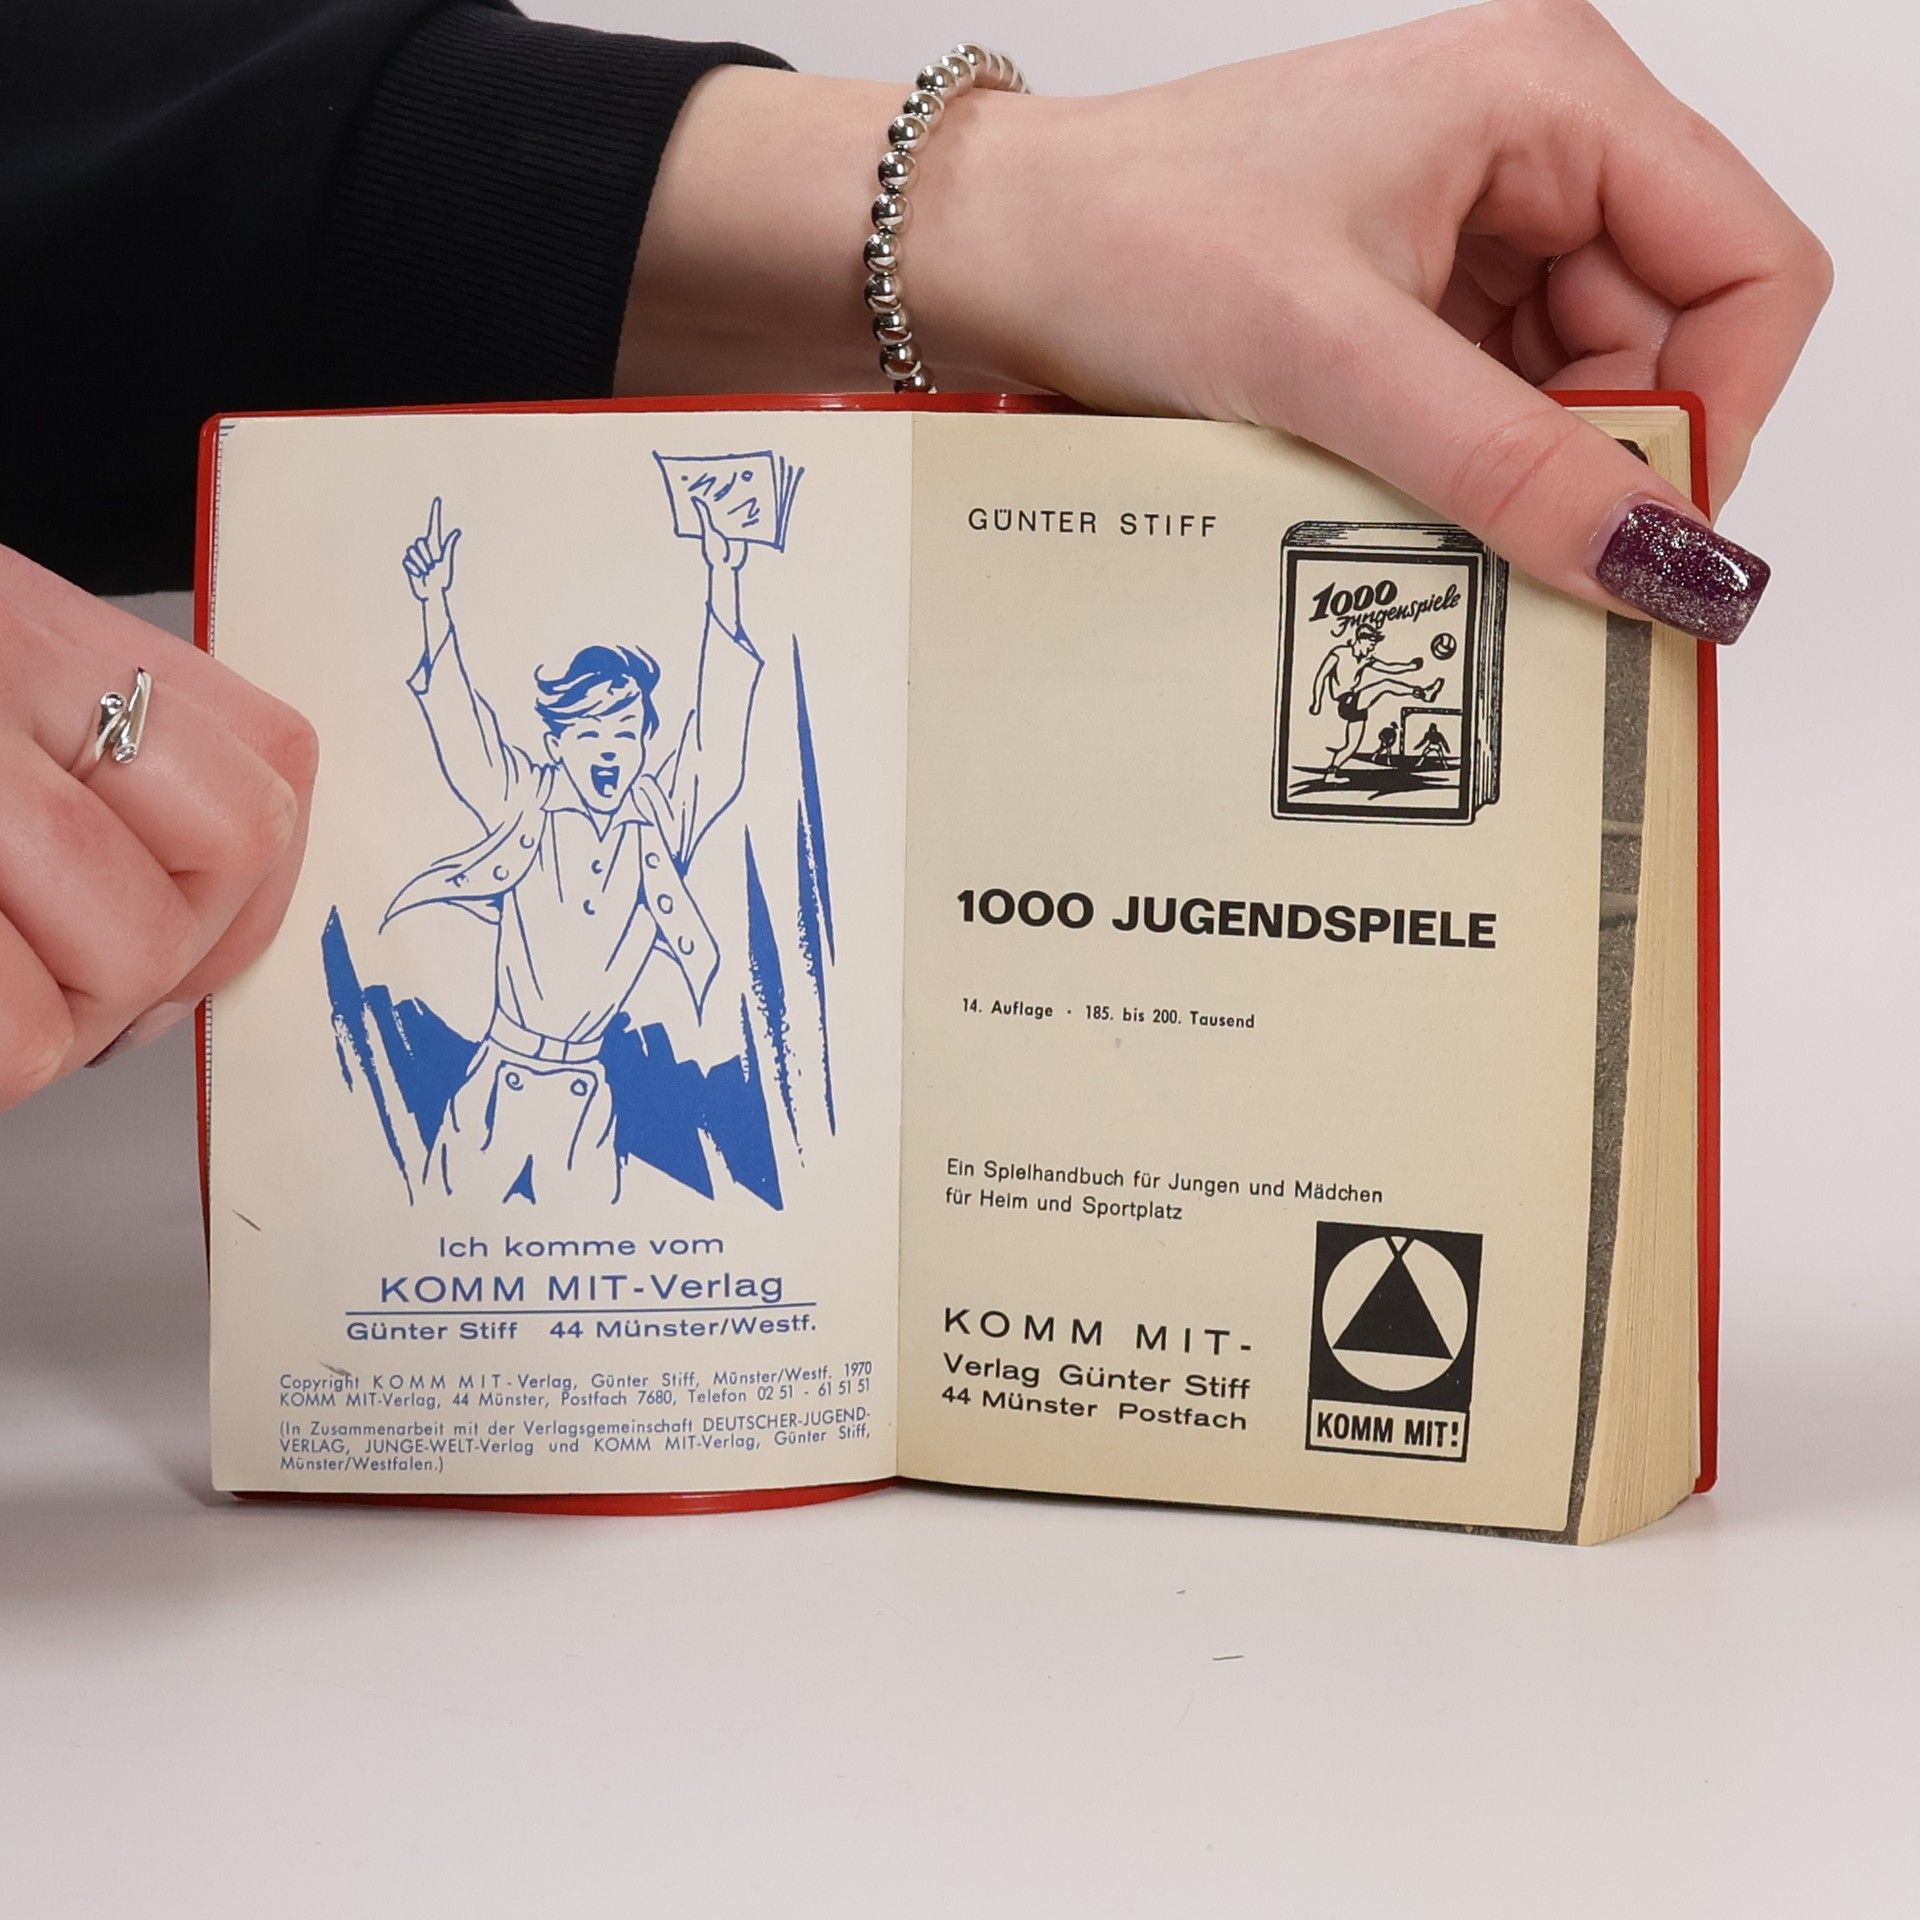 Ich komme vom
KOMM MIT-Verlag
Günter Stiff 44 Münster/Westf.
Copyright KOMM MIT-Verlag, Günter Stiff, Münster/Westf. 1970
KOMM MIT-Verlag, 44 Münster, Postfach 7680, Telefon 02 51 - 61 51 51
(In Zusammenarbeit mit der Verlagsgemeinschaft DEUTSCHER-JUGEND-
VERLAG, JUNGE-WELT-Verlag und KOMM MIT-Verlag, Günter Stiff,
Münster/Westfalen.)
GÜNTER STIFF
1000
Jungenspiele
1000 JUGENDSPIELE
14. Auflage · 185. bis 200. Tausend
Ein Spielhandbuch für Jungen und Mädchen
für Heim und Sportplatz
KOMM MIT-
Verlag Günter Stiff
44 Münster Postfach
KOMM MIT!